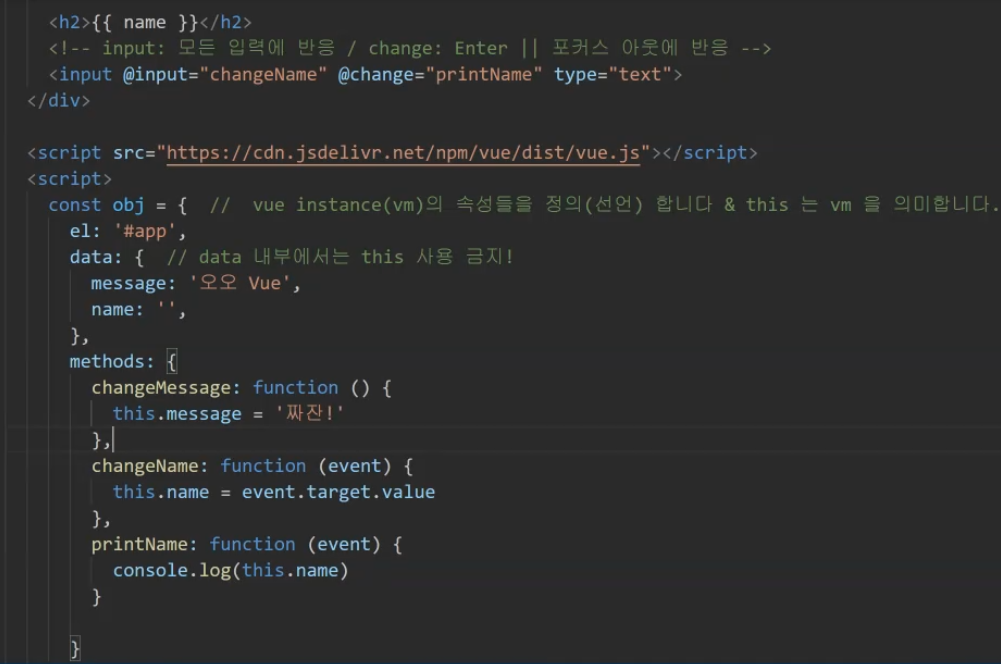 <h2>{{ name }}</h2>
<!-- input: 모든 입력에 반응 / change: Enter || 포커스 아웃에 반응 -->
<input @input="changeName" @change="printName" type="text">
</div>
<script src="https://cdn.jsdelivr.net/npm/vue/dist/vue.js"></script>
<script>
const obj = {  //  vue instance(vm)의 속성들을 정의(선언) 합니다 & this 는 vm 을 의미합니다.
el: '#app',
data: {  // data 내부에서는 this 사용 금지!
message: '오오 Vue',
name: '',
},
methods: {
changeMessage: function () {
this.message = '짜잔!'
},
changeName: function (event) {
this.name = event.target.value
},
printName: function (event) {
console.log(this.name)
}
}